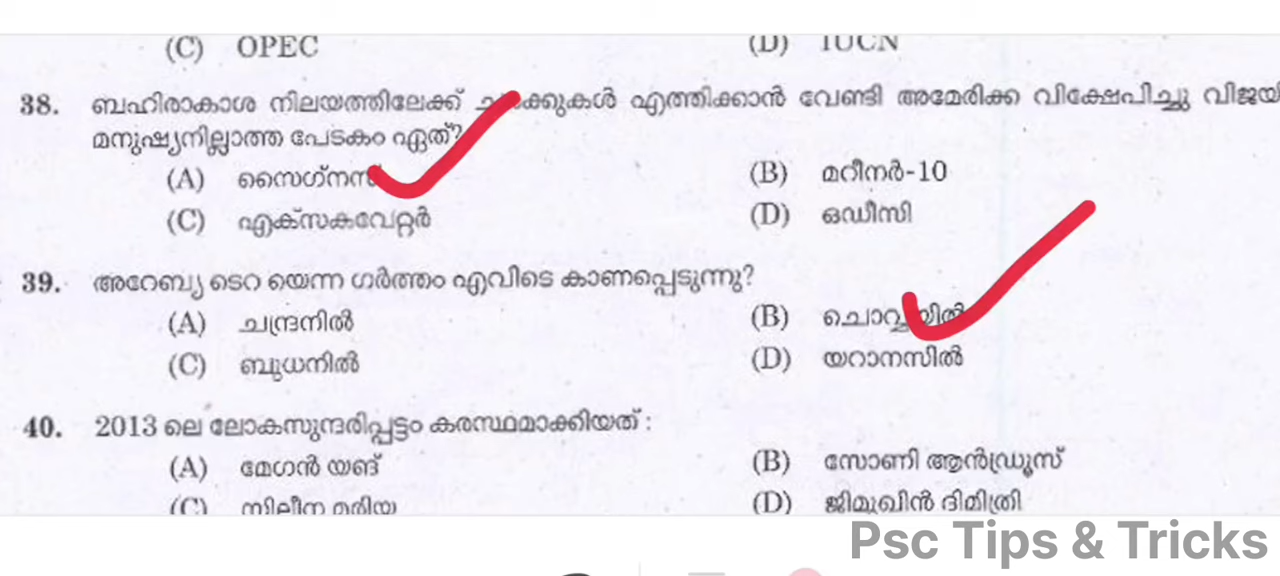 (C) OPEC (D) IUCN
38. ബഹിരാകാശ നിലയത്തിലേക്ക് ചരക്കുകൾ എത്തിക്കാൻ വേണ്ടി അമേരിക്ക വിക്ഷേപിച്ചു വിജയി
മനുഷ്യനില്ലാത്ത പേടകം ഏത്?
(A) സൈഗ്നസ് (B) മറീനർ-10
(C) എക്സകവേറ്റർ (D) ഒഡീസി
39. അറേബ്യ ടെറ യെന്ന ഗർത്തം എവിടെ കാണപ്പെടുന്നു?
(A) ചന്ദ്രനിൽ (B) ചൊവ്വയിൽ
(C) ബുധനിൽ (D) യുറാനസിൽ
40. 2013 ലെ ലോകസുന്ദരിപ്പട്ടം കരസ്ഥമാക്കിയത് :
(A) മേഗൻ യങ് (B) സോണി ആൻഡ്രൂസ്
(C) സിലീന മരിയ (D) ജിമുഖിൻ ദിമിത്രി
Psc Tips & Tricks